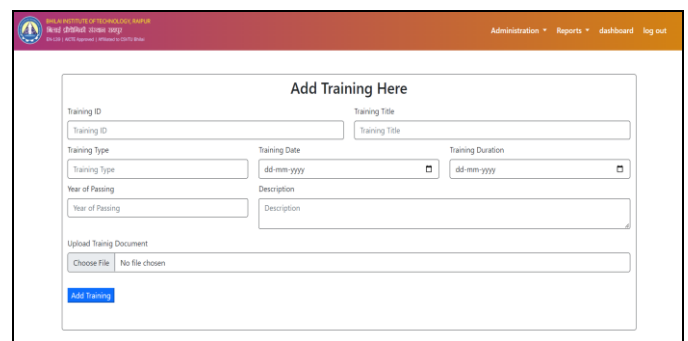 BHILAI INSTITUTE OF TECHNOLOGY, RAIPUR
Administration Reports dashboard log out
Add Training Here
Training ID Training Title
Training ID Training Title
Training Type Training Date Training Duration
Training Type dd-mm-yyyy dd-mm-yyyy
Year of Passing Description
Year of Passing Description
Upload Trainig Document
Choose File No file chosen
Add Training